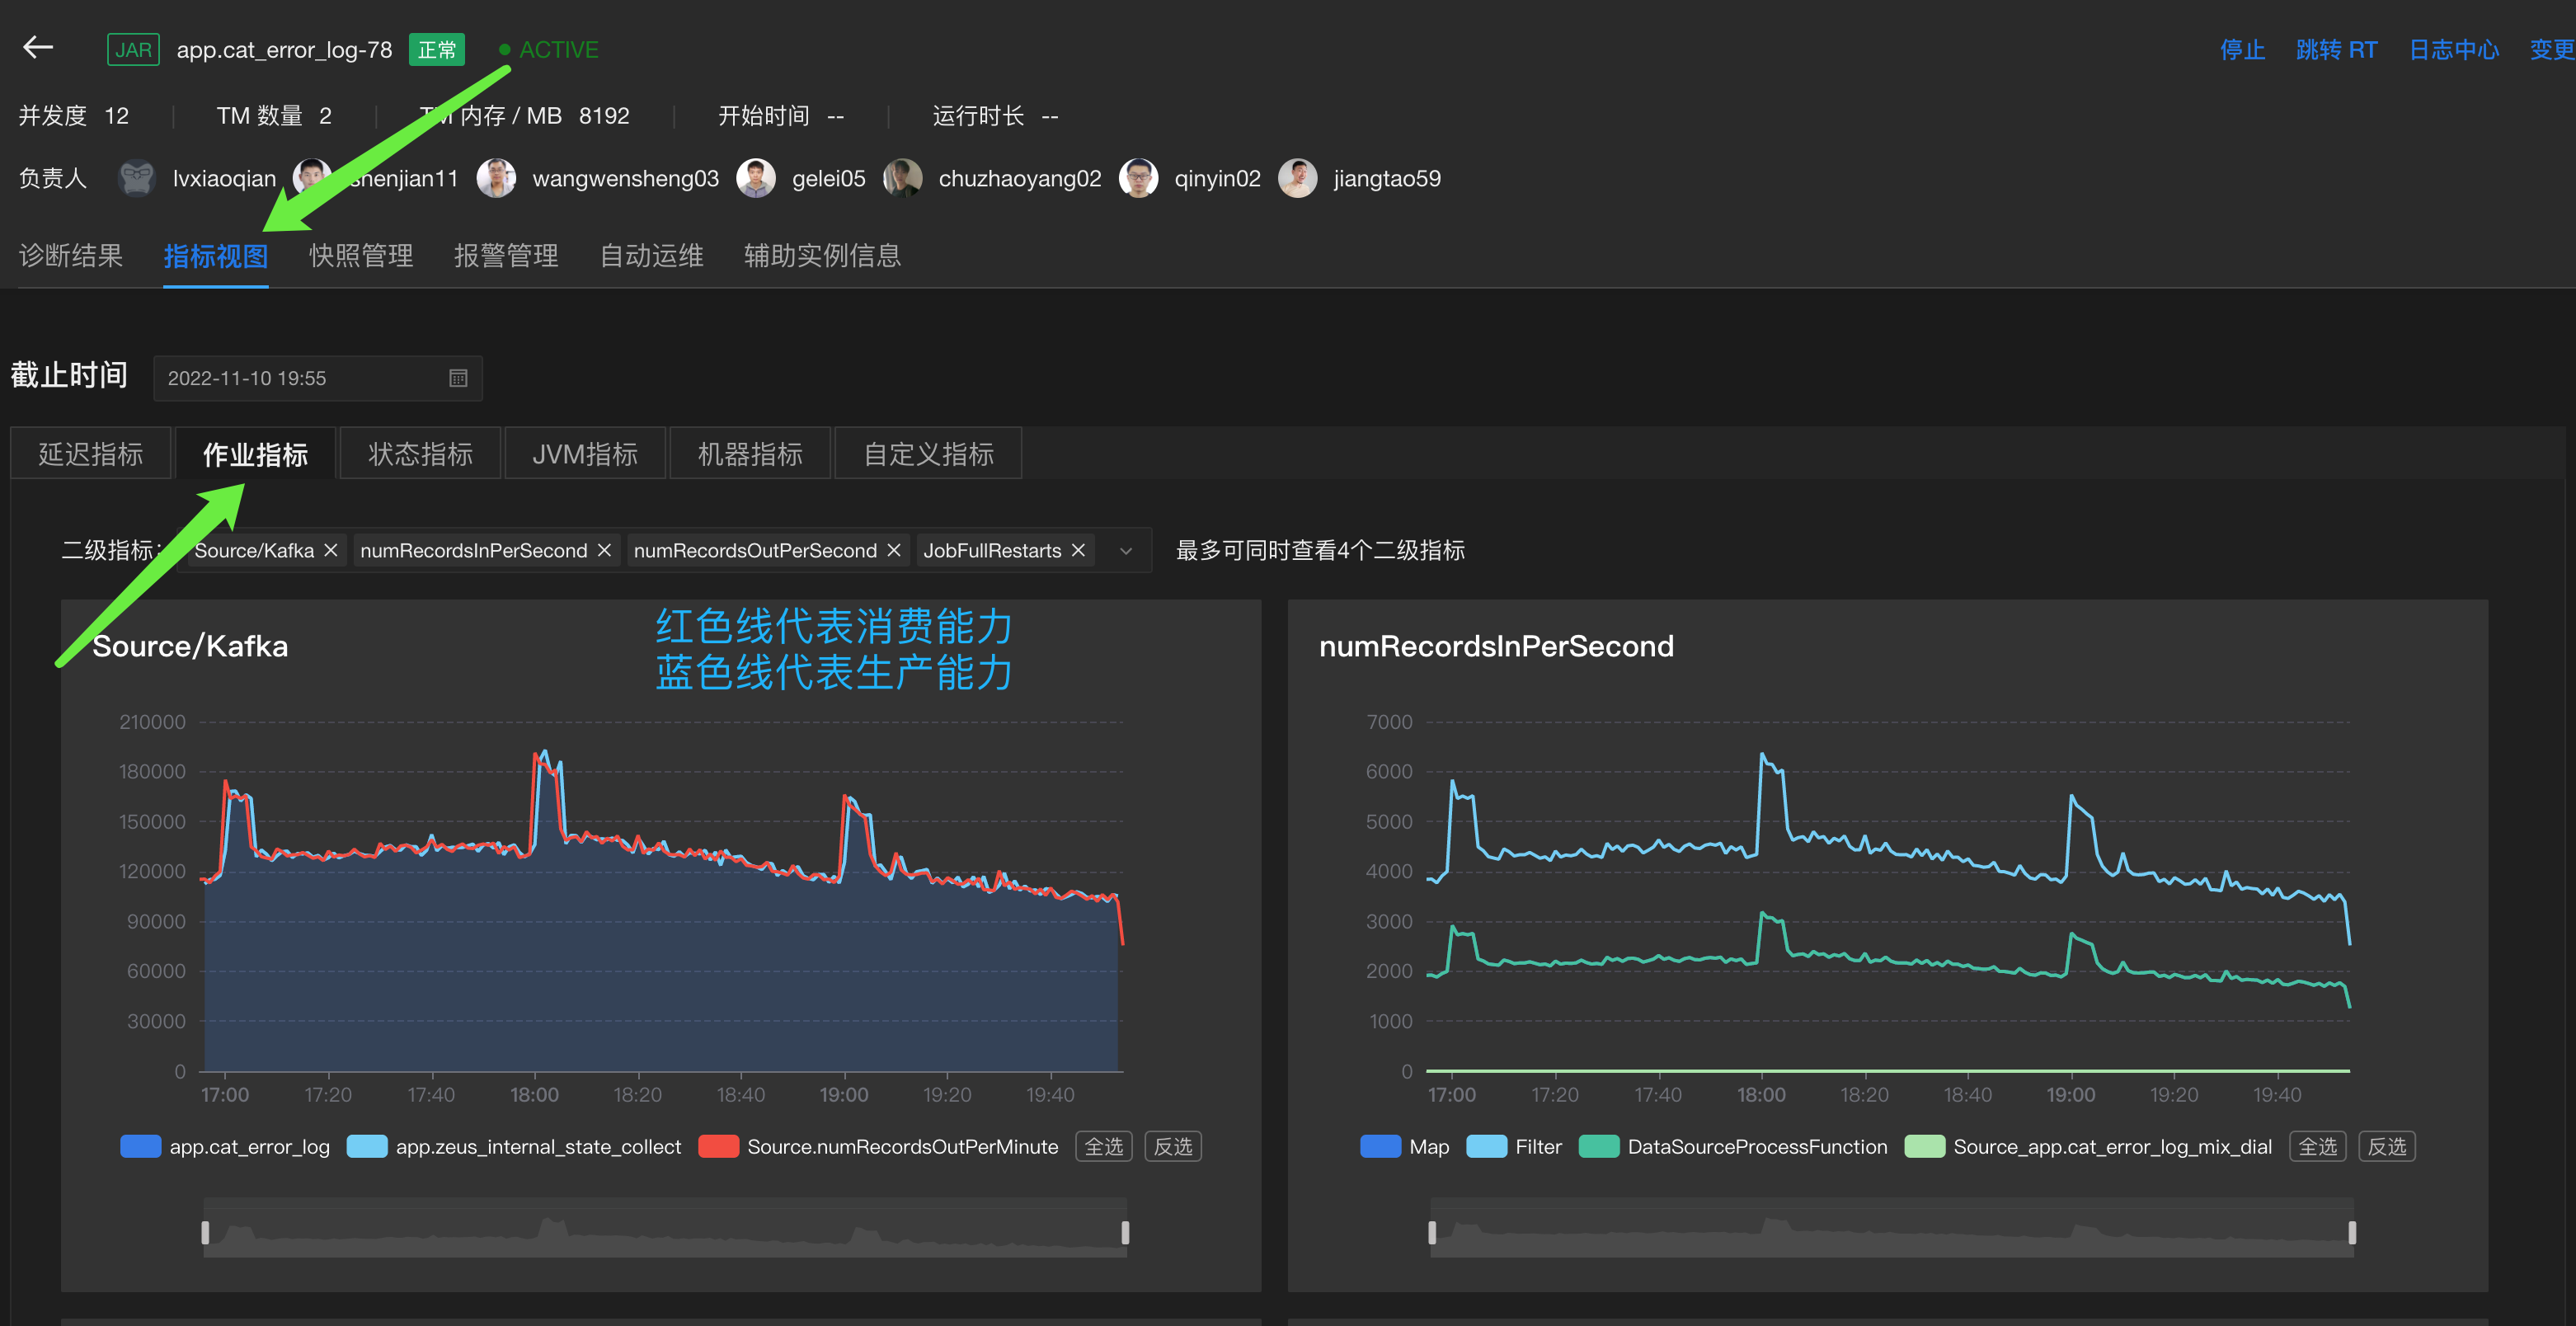 JAR app.cat_error_log-78 正常 ACTIVE 停止 跳转 RT 日志中心 变更
并发度 12 TM 数量 2 TM 内存 / MB 8192 开始时间 -- 运行时长 --
负责人 lvxiaoqian shenjian11 wangwensheng03 gelei05 chuzhaoyang02 qinyin02 jiangtao59
诊断结果 指标视图 快照管理 报警管理 自动运维 辅助实例信息
截止时间 2022-11-10 19:55
延迟指标 作业指标 状态指标 JVM指标 机器指标 自定义指标
二级指标: Source/Kafka numRecordsInPerSecond numRecordsOutPerSecond JobFullRestarts 最多可同时查看4个二级指标
红色线代表消费能力
蓝色线代表生产能力
Source/Kafka
210000
180000
150000
120000
90000
60000
30000
0
17:00 17:20 17:40 18:00 18:20 18:40 19:00 19:20 19:40
app.cat_error_log app.zeus_internal_state_collect Source.numRecordsOutPerMinute 全选 反选
numRecordsInPerSecond
7000
6000
5000
4000
3000
2000
1000
0
17:00 17:20 17:40 18:00 18:20 18:40 19:00 19:20 19:40
Map Filter DataSourceProcessFunction Source_app.cat_error_log_mix_dial 全选 反选